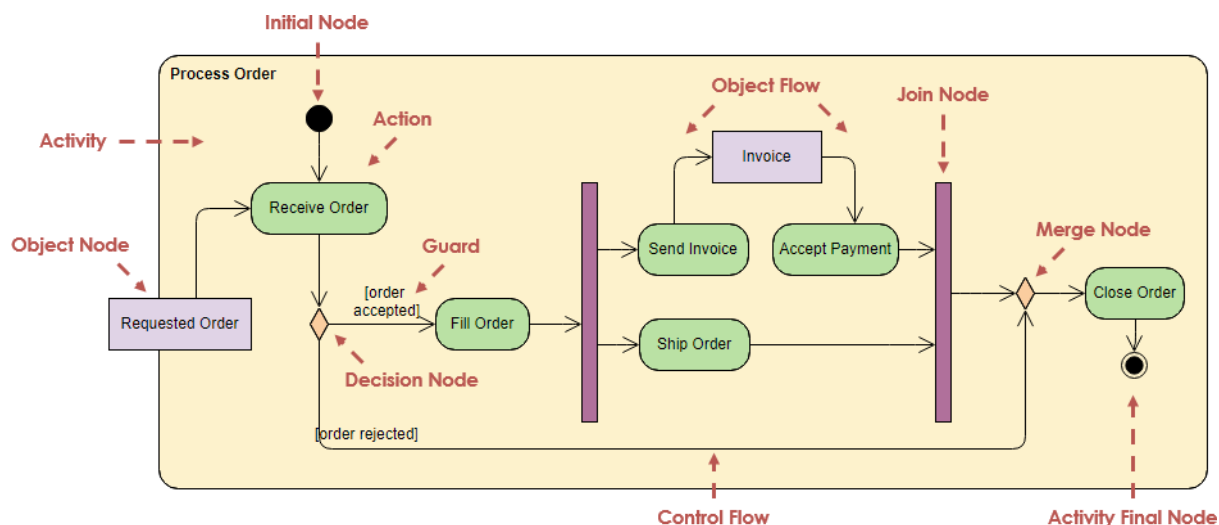 Initial Node
Process Order
Object Flow
Join Node
Action
Activity
Invoice
Receive Order
Object Node
Guard
Send Invoice
Accept Payment
Merge Node
[order
accepted]
Requested Order
Fill Order
Close Order
Ship Order
Decision Node
[order rejected]
Control Flow
Activity Final Node